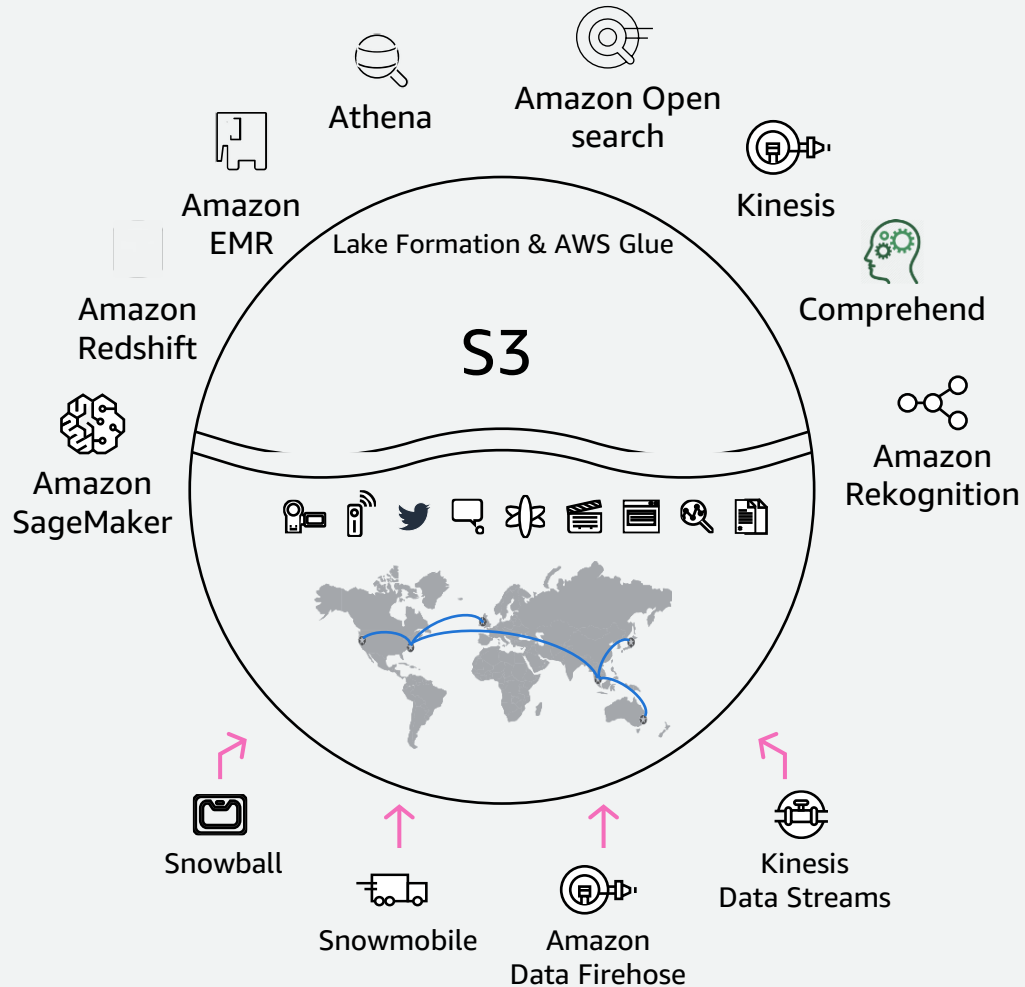 Athena
Amazon Open
search
Amazon
EMR
Kinesis
Lake Formation & AWS Glue
Amazon
Redshift
Comprehend
S3
Amazon
SageMaker
Amazon
Rekognition
Snowball
Kinesis
Data Streams
Snowmobile
Amazon
Data Firehose